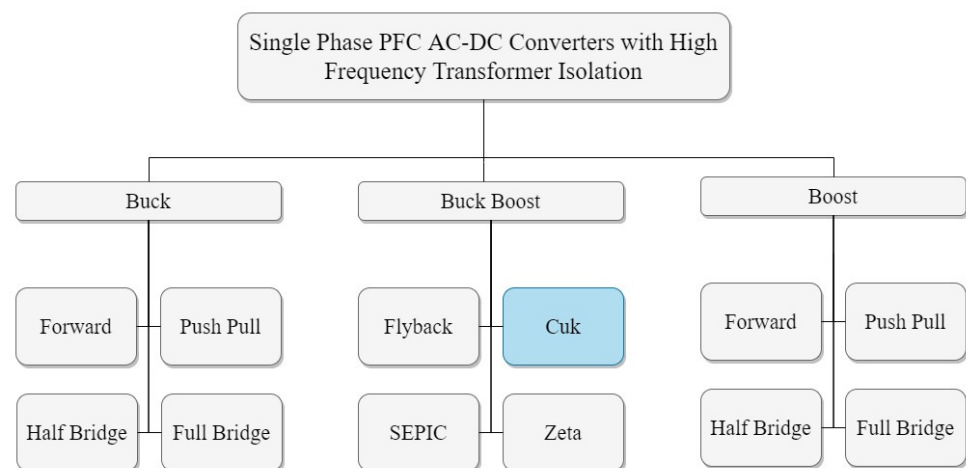 Single Phase PFC AC-DC Converters with High
Frequency Transformer Isolation
Buck
Buck Boost
Boost
Forward
Push Pull
Flyback
Cuk
Forward
Push Pull
Half Bridge
Full Bridge
SEPIC
Zeta
Half Bridge
Full Bridge